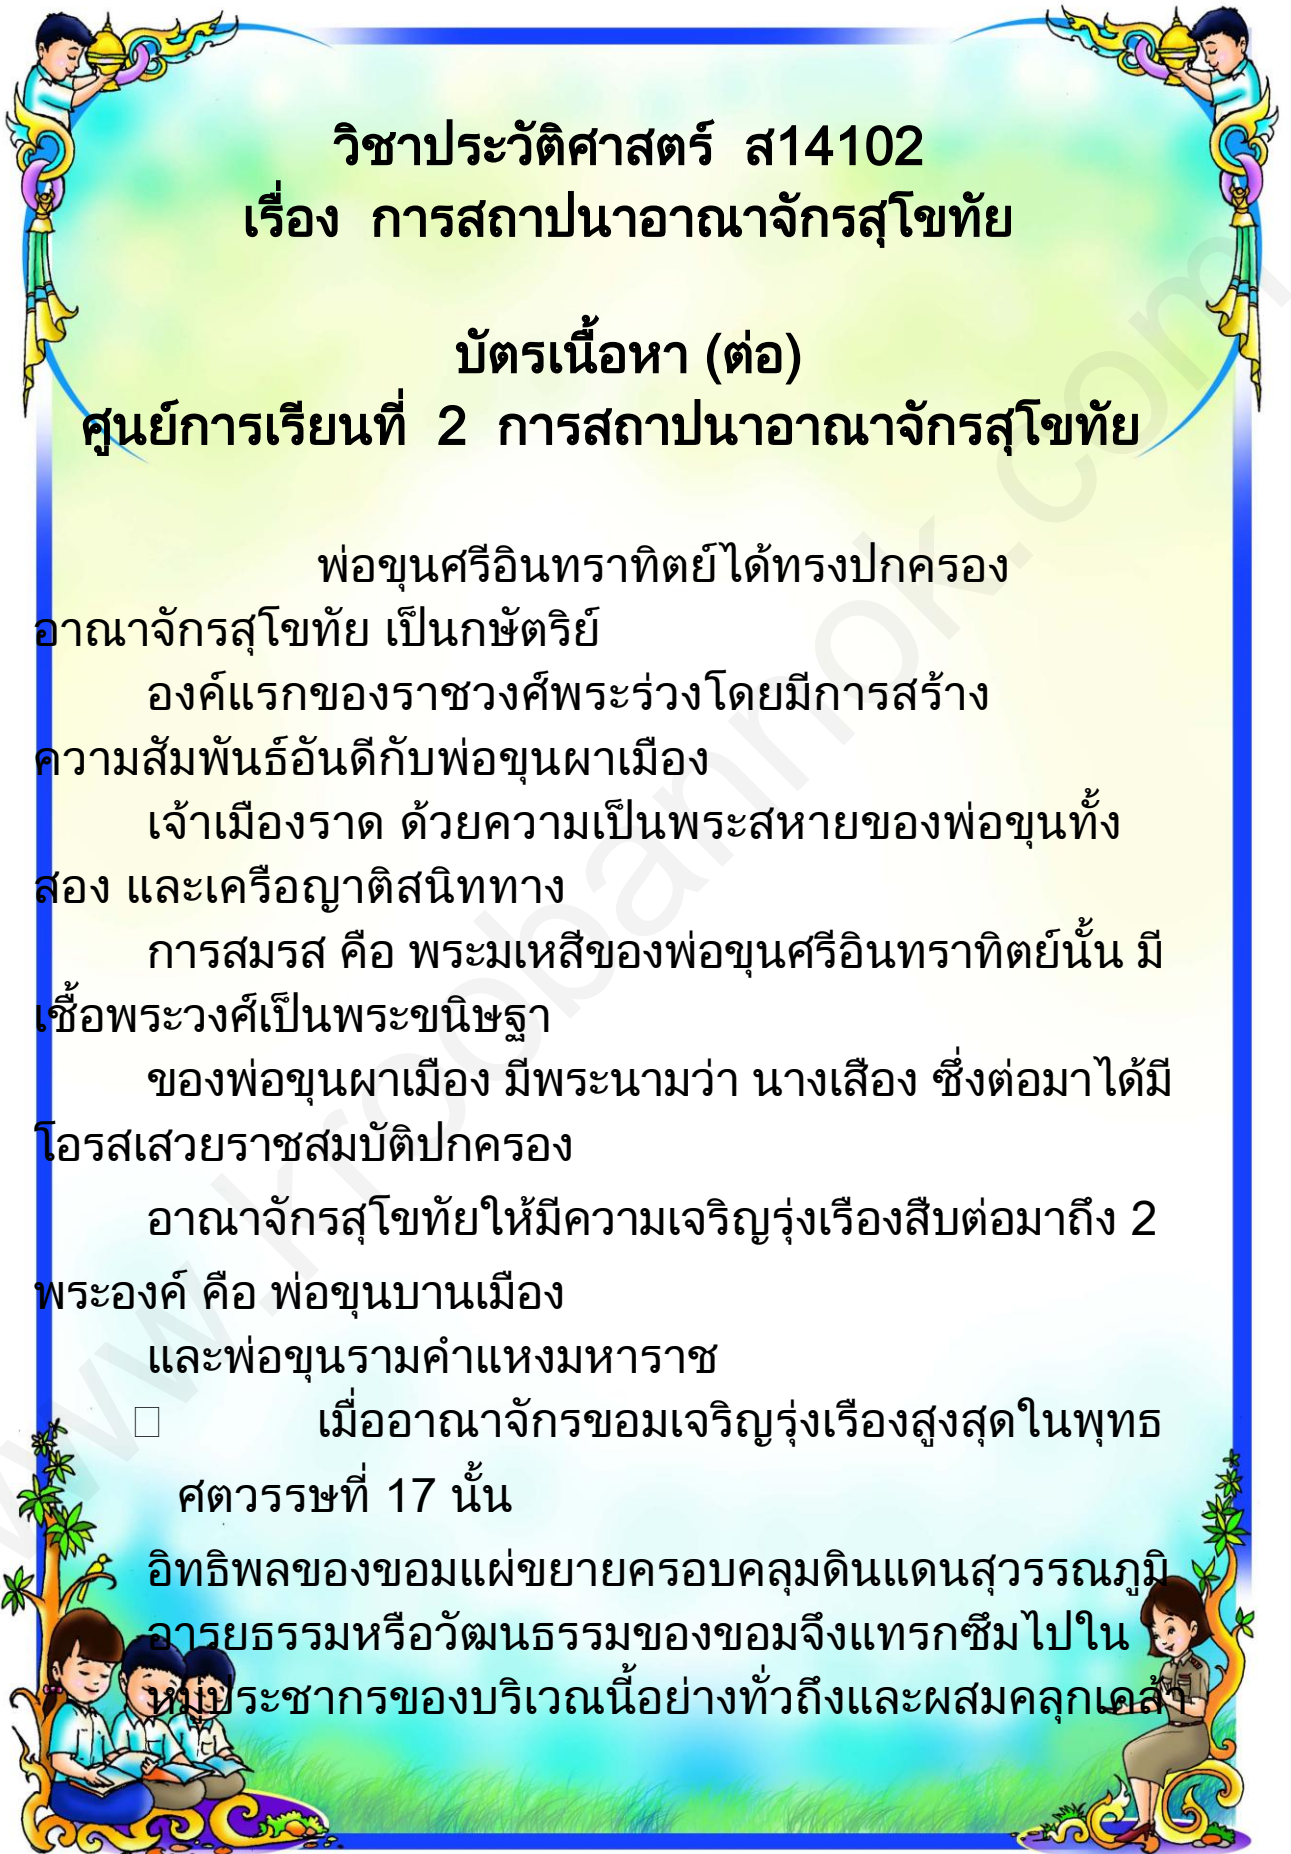 วิชาประวัติศาสตร์ ส14102
เรื่อง การสถาปนาอาณาจักรสุโขทัย
บัตรเนื้อหา (ต่อ)
ศูนย์การเรียนที่ 2 การสถาปนาอาณาจักรสุโขทัย
พ่อขุนศรีอินทราทิตย์ได้ทรงปกครอง
อาณาจักรสุโขทัย เป็นกษัตริย์
องค์แรกของราชวงศ์พระร่วงโดยมีการสร้าง
ความสัมพันธ์อันดีกับพ่อขุนผาเมือง
เจ้าเมืองราด ด้วยความเป็นพระสหายของพ่อขุนทั้ง
สอง และเครือญาติสนิททาง
การสมรส คือ พระมเหสีของพ่อขุนศรีอินทราทิตย์นั้น มี
เชื้อพระวงศ์เป็นพระขนิษฐา
ของพ่อขุนผาเมือง มีพระนามว่า นางเสือง ซึ่งต่อมาได้มี
โอรสเสวยราชสมบัติปกครอง
อาณาจักรสุโขทัยให้มีความเจริญรุ่งเรืองสืบต่อมาถึง 2
พระองค์ คือ พ่อขุนบานเมือง
และพ่อขุนรามคำแหงมหาราช
เมื่ออาณาจักรขอมเจริญรุ่งเรืองสูงสุดในพุทธ
ศตวรรษที่ 17 นั้น
อิทธิพลของขอมแผ่ขยายครอบคลุมดินแดนสุวรรณภูมิ
อารยธรรมหรือวัฒนธรรมของขอมจึงแทรกซึมไปใน
หมู่ประชากรของบริเวณนี้อย่างทั่วถึงและผสมคลุกเคล้า
www.kroobannok.com